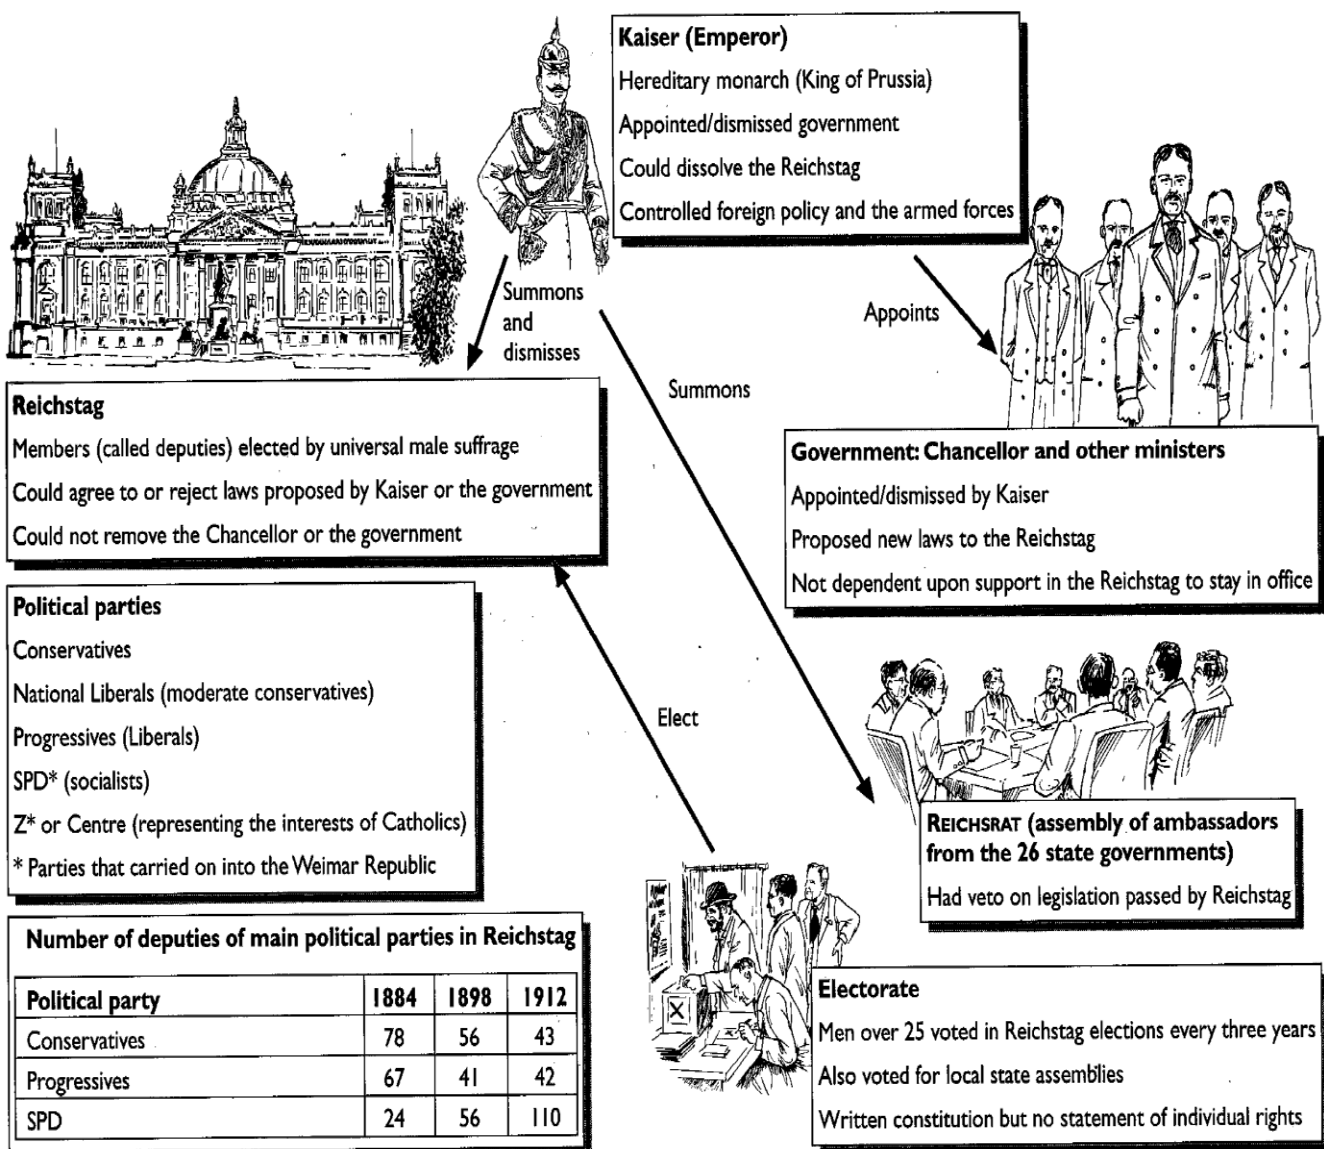 Kaiser (Emperor)
Hereditary monarch (King of Prussia)
Appointed/dismissed government
Could dissolve the Reichstag
Controlled foreign policy and the armed forces
Summons
and
dismisses
Appoints
Summons
Reichstag
Members (called deputies) elected by universal male suffrage
Could agree to or reject laws proposed by Kaiser or the government
Could not remove the Chancellor or the government
Government: Chancellor and other ministers
Appointed/dismissed by Kaiser
Proposed new laws to the Reichstag
Not dependent upon support in the Reichstag to stay in office
Political parties
Conservatives
National Liberals (moderate conservatives)
Progressives (Liberals)
SPD* (socialists)
Z* or Centre (representing the interests of Catholics)
* Parties that carried on into the Weimar Republic
Elect
REICHSRAT (assembly of ambassadors
from the 26 state governments)
Had veto on legislation passed by Reichstag
Number of deputies of main political parties in Reichstag
Political party 1884 1898 1912
Conservatives 78 56 43
Progressives 67 41 42
SPD 24 56 110
X
Electorate
Men over 25 voted in Reichstag elections every three years
Also voted for local state assemblies
Written constitution but no statement of individual rights